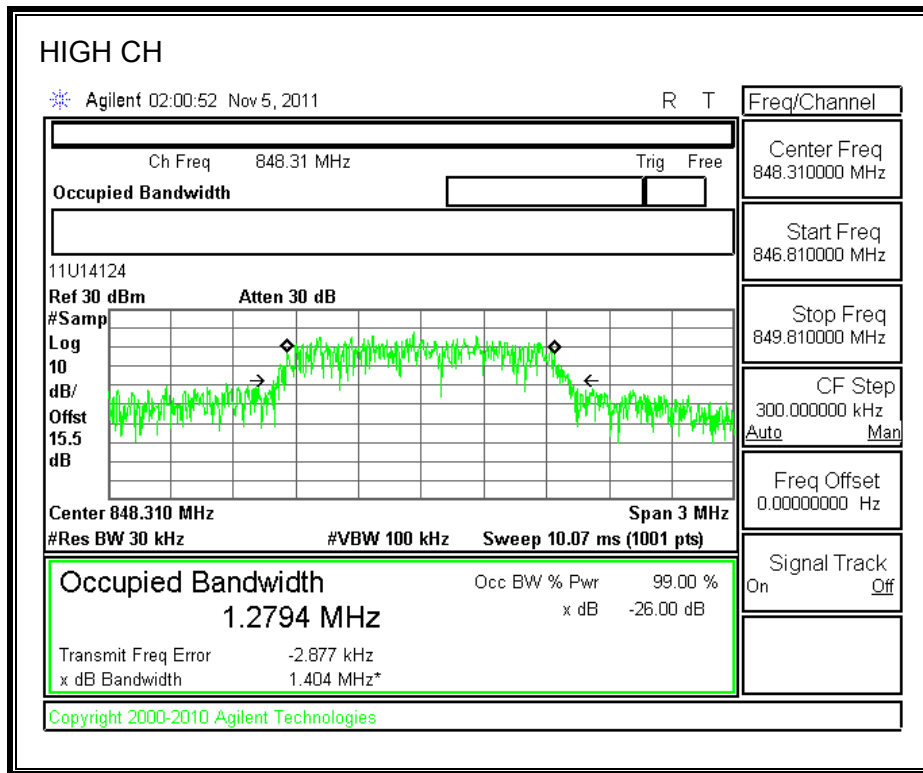 HIGH CH
Agilent 02:00:52 Nov 5, 2011 R T
Freq/Channel
Ch Freq 848.31 MHz Trig Free
Occupied Bandwidth
Center Freq
848.310000 MHz
Start Freq
846.810000 MHz
Stop Freq
849.810000 MHz
CF Step
300.000000 kHz
Auto Man
Freq Offset
0.00000000 Hz
Signal Track
On Off
11U14124
Ref 30 dBm Atten 30 dB
#Samp
Log
10
dB/
Offst
15.5
dB
Center 848.310 MHz Span 3 MHz
#Res BW 30 kHz #VBW 100 kHz Sweep 10.07 ms (1001 pts)
Occupied Bandwidth Occ BW % Pwr 99.00 %
1.2794 MHz x dB -26.00 dB
Transmit Freq Error -2.877 kHz
x dB Bandwidth 1.404 MHz*
Copyright 2000-2010 Agilent Technologies